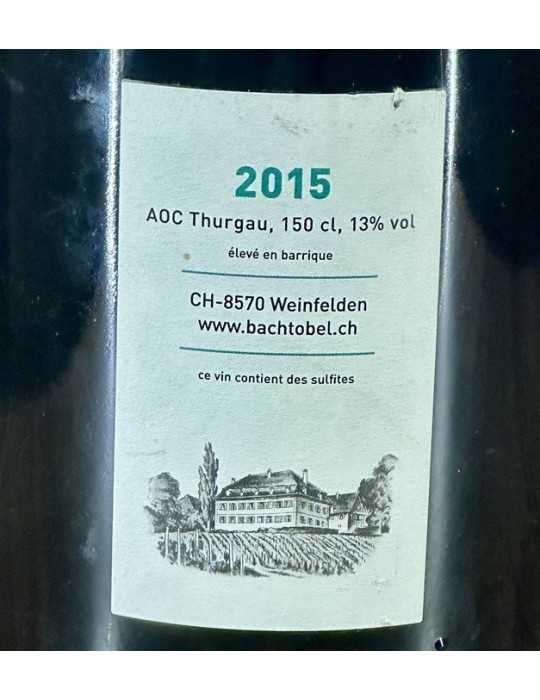 2015
AOC Thurgau, 150 cl, 13% vol
élevé en barrique
CH-8570 Weinfelden
www.bachtobel.ch
ce vin contient des sulfites